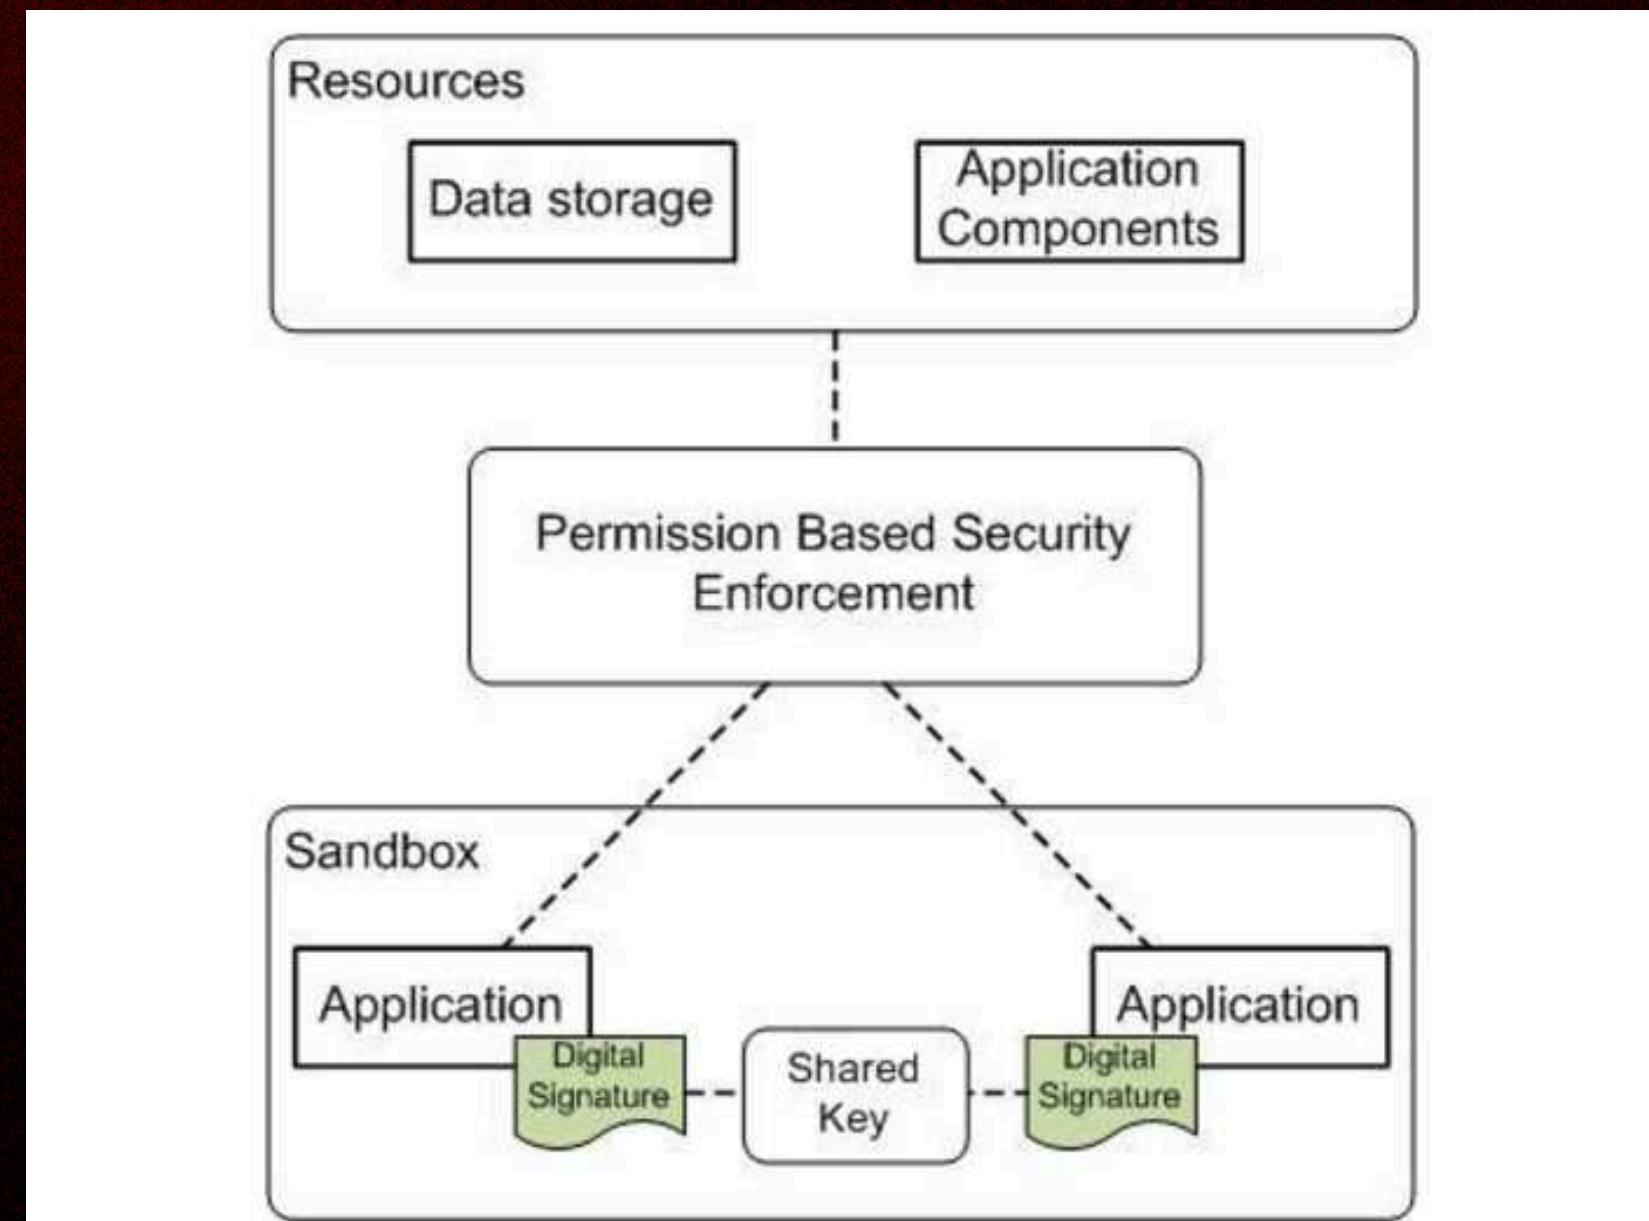 Resources
Data storage
Application
Components
Permission Based Security
Enforcement
Sandbox
Application
Digital
Signature
Shared
Key
Application
Digital
Signature